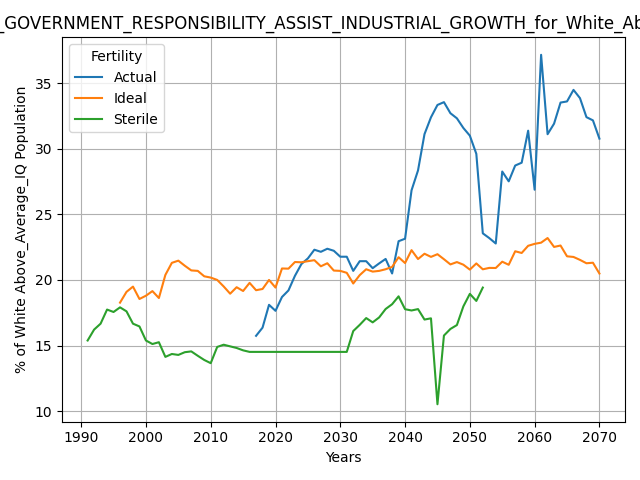 _GOVERNMENT_RESPONSIBILITY_ASSIST_INDUSTRIAL_GROWTH_for_White_Ab
% of White Above_Average_IQ Population
Fertility
Actual
Ideal
Sterile
35
30
25
20
15
10
1990 2000 2010 2020 2030 2040 2050 2060 2070
Years